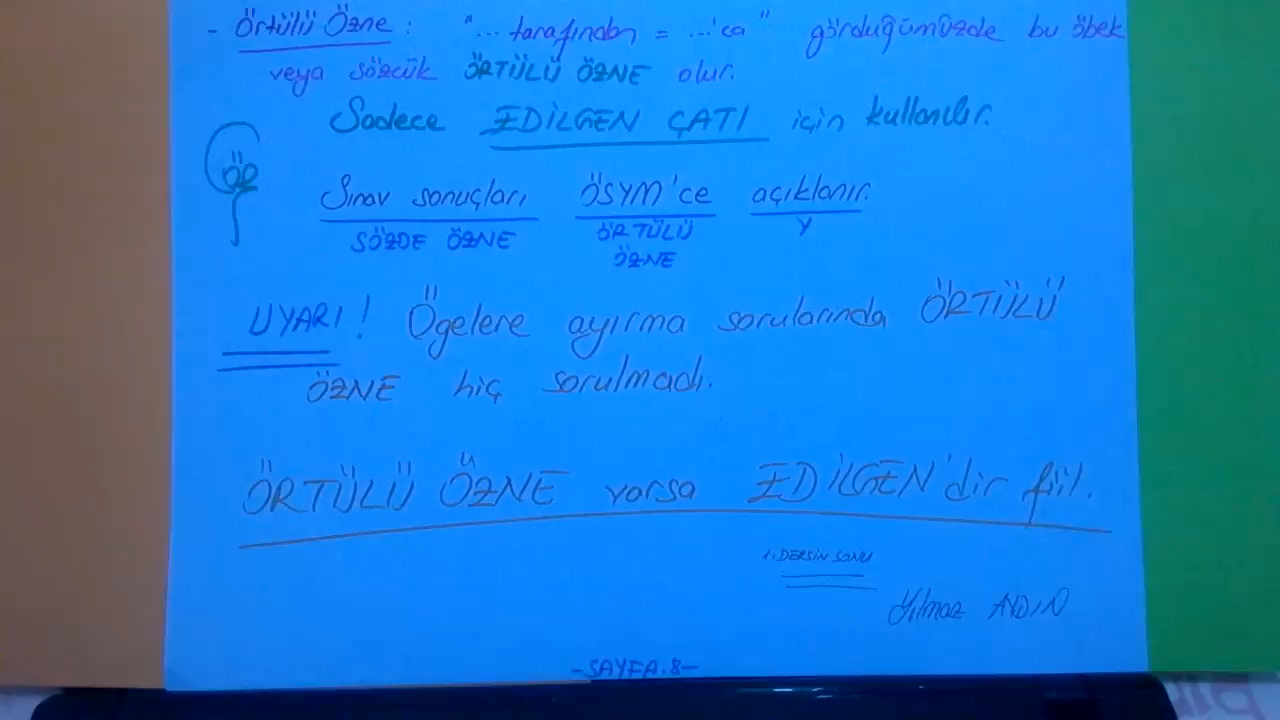 - Örtülü Özne : "... tarafından = ...'ca" gördüğümüzde bu öbek
veya sözcük ÖRTÜLÜ ÖZNE olur.
Sadece EDİLGEN ÇATI için kullanılır.
ÖR
Sınav sonuçları ÖSYM'ce açıklanır.
SÖZDE ÖZNE ÖRTÜLÜ ÖZNE Y
UYARI! Ögelere ayırma sorularında ÖRTÜLÜ
ÖZNE hiç sorulmadı.
ÖRTÜLÜ ÖZNE varsa EDİLGEN'dir fiil.
1. DERSİN SONU
Yılmaz AYDIN
-SAYFA.8-